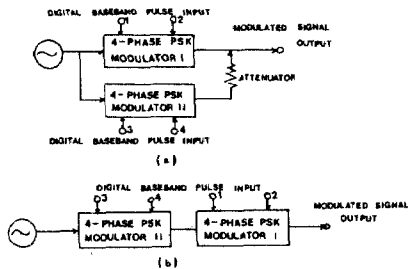 DIGITAL BASEBAND PULSE INPUT
1 2
4-PHASE PSK
MODULATOR I
MODULATED SIGNAL
OUTPUT
ATTENUATOR
4-PHASE PSK
MODULATOR II
3 4
DIGITAL BASEBAND PULSE INPUT
(a)
DIGITAL BASEBAND PULSE INPUT
3 4 1 2
4-PHASE PSK
MODULATOR II
4-PHASE PSK
MODULATOR I
MODULATED SIGNAL
OUTPUT
(b)